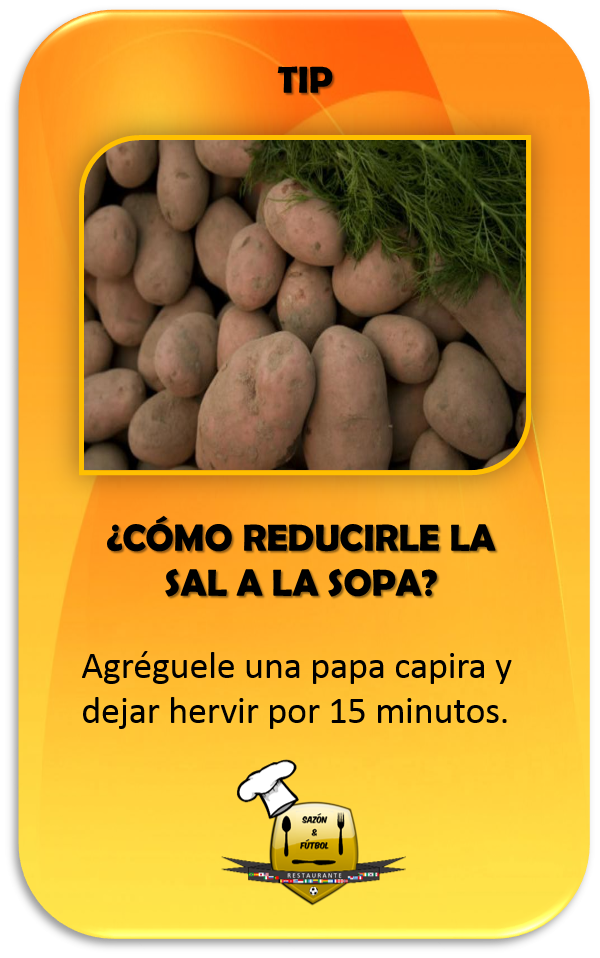 TIP
¿CÓMO REDUCIRLE LA
SAL A LA SOPA?
Agréguele una papa capira y
dejar hervir por 15 minutos.
SAZÓN
&
FÚTBOL
RESTAURANTE